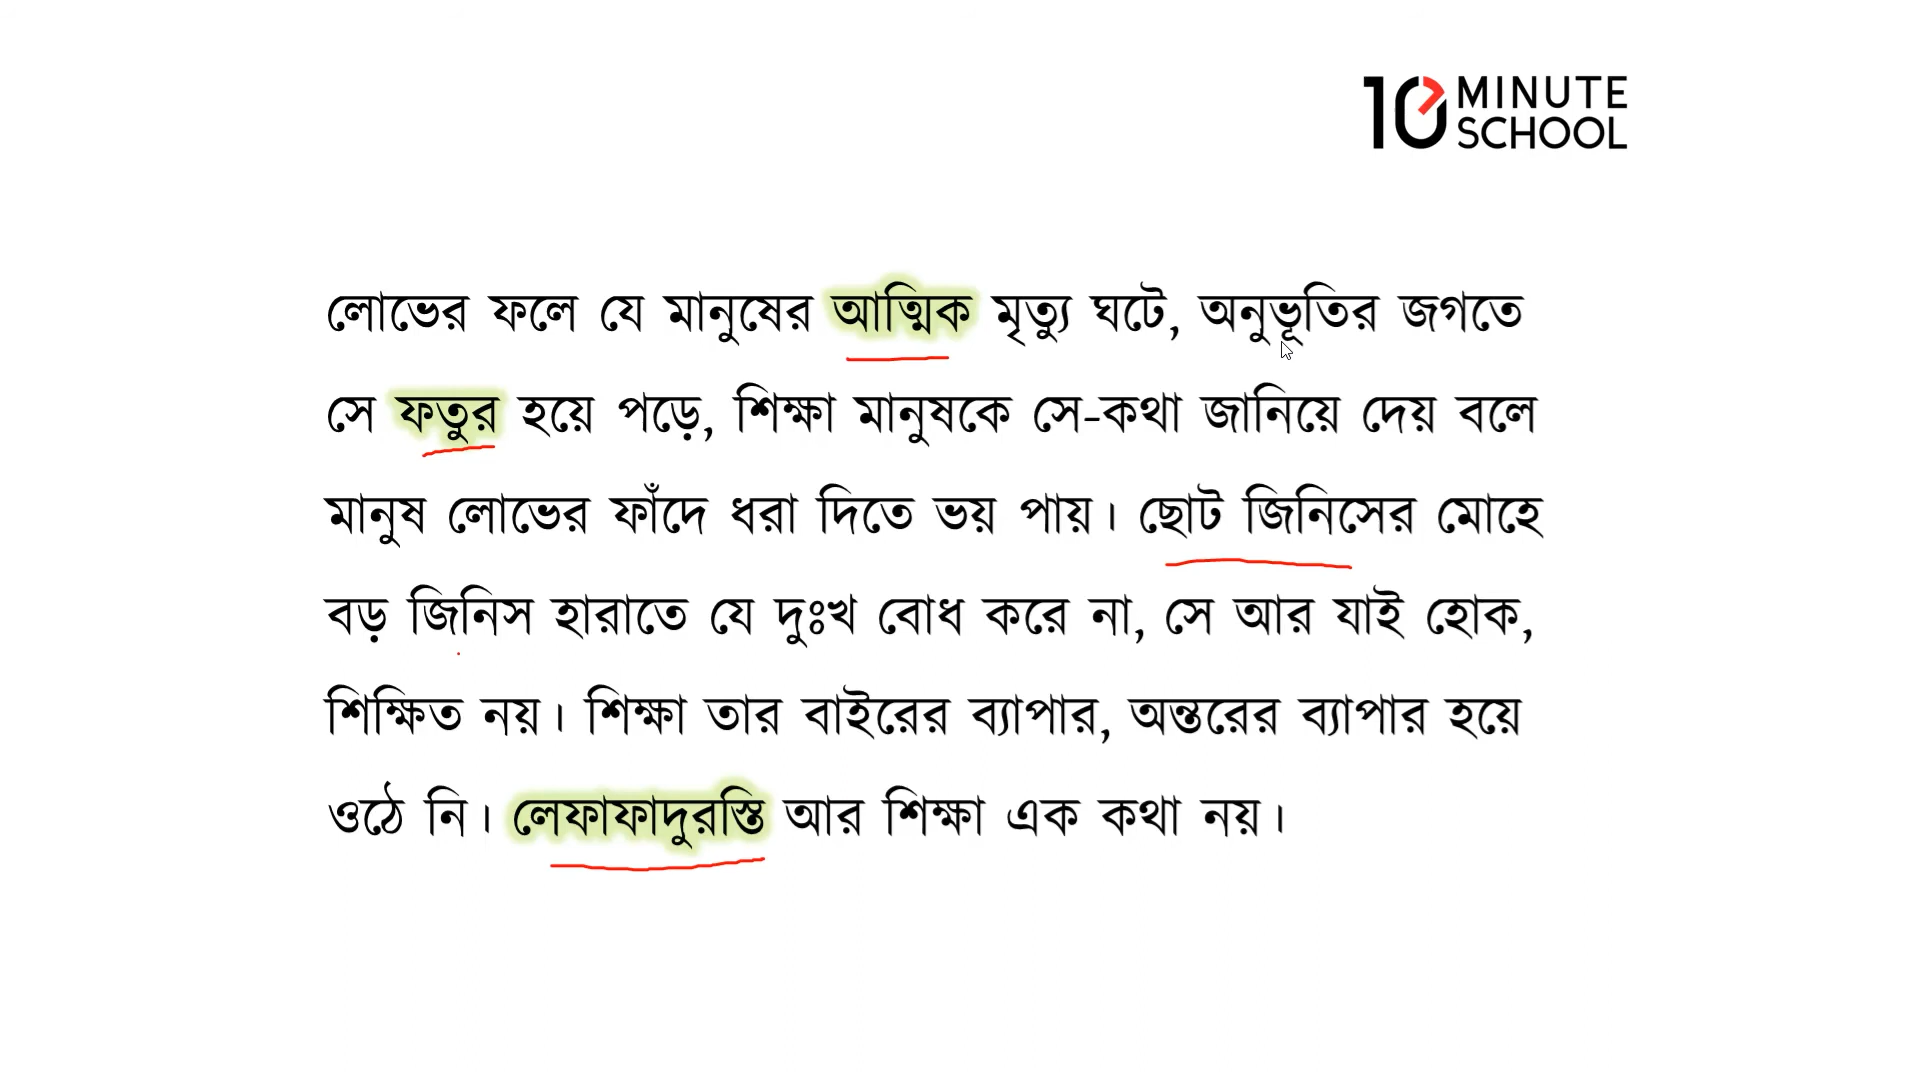 10 MINUTE
SCHOOL
লোভের ফলে যে মানুষের আত্মিক মৃত্যু ঘটে, অনুভূতির জগতে
সে ফতুর হয়ে পড়ে, শিক্ষা মানুষকে সে-কথা জানিয়ে দেয় বলে
মানুষ লোভের ফাঁদে ধরা দিতে ভয় পায়। ছোট জিনিসের মোহে
বড় জিনিস হারাতে যে দুঃখ বোধ করে না, সে আর যাই হোক,
শিক্ষিত নয়। শিক্ষা তার বাইরের ব্যাপার, অন্তরের ব্যাপার হয়ে
ওঠে নি। লেফাফাদুরস্তি আর শিক্ষা এক কথা নয়।